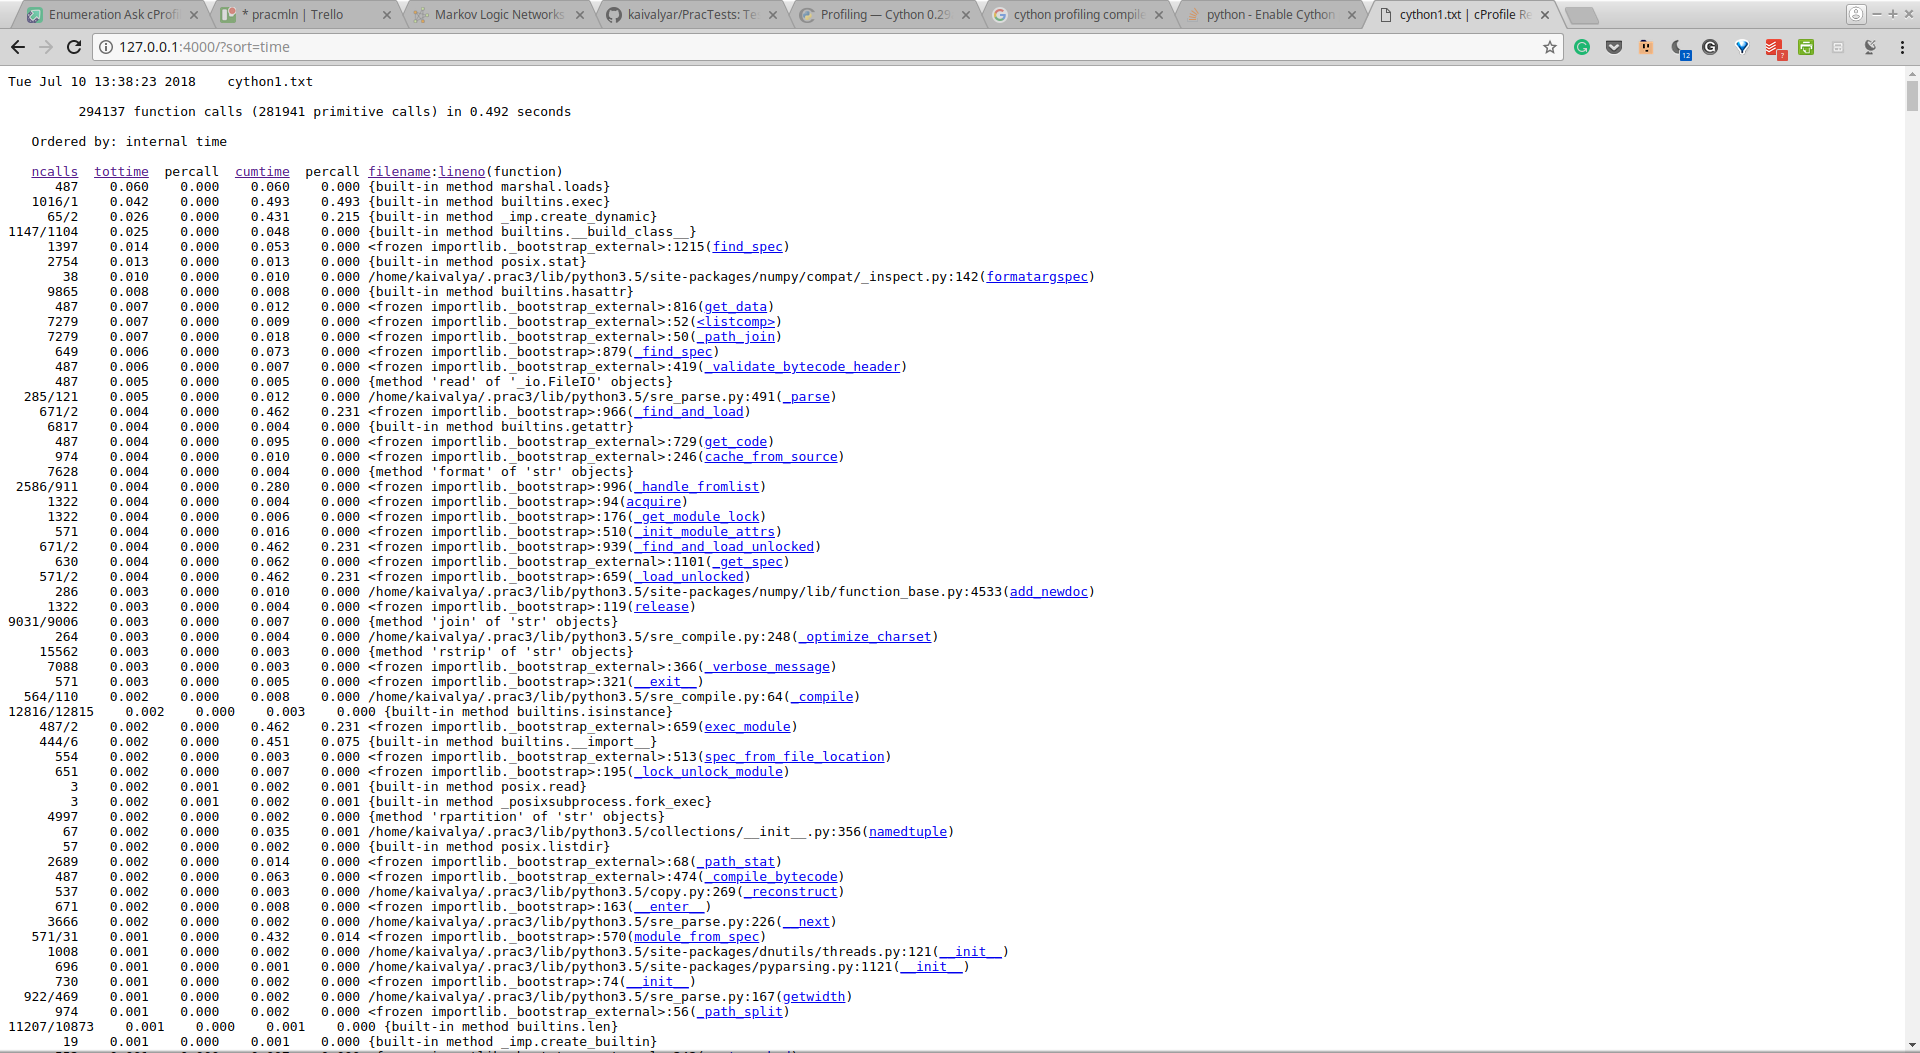 Enumeration Ask cProfi
* pracmln | Trello
Markov Logic Networks
kaivalyar/PracTests: Te
Profiling — Cython 0.29
cython profiling compile
python - Enable Cython
cython1.txt | cProfile Re
127.0.0.1:4000/?sort=time
12
?
Tue Jul 10 13:38:23 2018    cython1.txt
294137 function calls (281941 primitive calls) in 0.492 seconds
Ordered by: internal time
ncalls  tottime  percall  cumtime  percall filename:lineno(function)
487    0.060    0.000    0.060    0.000 {built-in method marshal.loads}
1016/1    0.042    0.000    0.493    0.493 {built-in method builtins.exec}
65/2    0.026    0.000    0.431    0.215 {built-in method _imp.create_dynamic}
1147/1104    0.025    0.000    0.048    0.000 {built-in method builtins.__build_class__}
1397    0.014    0.000    0.053    0.000 <frozen importlib._bootstrap_external>:1215(find_spec)
2754    0.013    0.000    0.013    0.000 {built-in method posix.stat}
38    0.010    0.000    0.010    0.000 /home/kaivalya/.prac3/lib/python3.5/site-packages/numpy/compat/_inspect.py:142(formatargspec)
9865    0.008    0.000    0.008    0.000 {built-in method builtins.hasattr}
487    0.007    0.000    0.012    0.000 <frozen importlib._bootstrap_external>:816(get_data)
7279    0.007    0.000    0.009    0.000 <frozen importlib._bootstrap_external>:52(<listcomp>)
7279    0.007    0.000    0.018    0.000 <frozen importlib._bootstrap_external>:50(_path_join)
649    0.006    0.000    0.073    0.000 <frozen importlib._bootstrap>:879(_find_spec)
487    0.006    0.000    0.007    0.000 <frozen importlib._bootstrap_external>:419(_validate_bytecode_header)
487    0.005    0.000    0.005    0.000 {method 'read' of '_io.FileIO' objects}
285/121    0.005    0.000    0.012    0.000 /home/kaivalya/.prac3/lib/python3.5/sre_parse.py:491(_parse)
671/2    0.004    0.000    0.462    0.231 <frozen importlib._bootstrap>:966(_find_and_load)
6817    0.004    0.000    0.004    0.000 {built-in method builtins.getattr}
487    0.004    0.000    0.095    0.000 <frozen importlib._bootstrap_external>:729(get_code)
974    0.004    0.000    0.010    0.000 <frozen importlib._bootstrap_external>:246(cache_from_source)
7628    0.004    0.000    0.004    0.000 {method 'format' of 'str' objects}
2586/911    0.004    0.000    0.280    0.000 <frozen importlib._bootstrap>:996(_handle_fromlist)
1322    0.004    0.000    0.004    0.000 <frozen importlib._bootstrap>:94(acquire)
1322    0.004    0.000    0.006    0.000 <frozen importlib._bootstrap>:176(_get_module_lock)
571    0.004    0.000    0.016    0.000 <frozen importlib._bootstrap>:510(_init_module_attrs)
671/2    0.004    0.000    0.462    0.231 <frozen importlib._bootstrap>:939(_find_and_load_unlocked)
630    0.004    0.000    0.062    0.000 <frozen importlib._bootstrap_external>:1101(_get_spec)
571/2    0.004    0.000    0.462    0.231 <frozen importlib._bootstrap>:659(_load_unlocked)
286    0.003    0.000    0.010    0.000 /home/kaivalya/.prac3/lib/python3.5/site-packages/numpy/lib/function_base.py:4533(add_newdoc)
1322    0.003    0.000    0.004    0.000 <frozen importlib._bootstrap>:119(release)
9031/9006    0.003    0.000    0.007    0.000 {method 'join' of 'str' objects}
264    0.003    0.000    0.004    0.000 /home/kaivalya/.prac3/lib/python3.5/sre_compile.py:248(_optimize_charset)
15562    0.003    0.000    0.003    0.000 {method 'rstrip' of 'str' objects}
7088    0.003    0.000    0.003    0.000 <frozen importlib._bootstrap_external>:366(_verbose_message)
571    0.003    0.000    0.005    0.000 <frozen importlib._bootstrap>:321(__exit__)
564/110    0.002    0.000    0.008    0.000 /home/kaivalya/.prac3/lib/python3.5/sre_compile.py:64(_compile)
12816/12815    0.002    0.000    0.003    0.000 {built-in method builtins.isinstance}
487/2    0.002    0.000    0.462    0.231 <frozen importlib._bootstrap_external>:659(exec_module)
444/6    0.002    0.000    0.451    0.075 {built-in method builtins.__import__}
554    0.002    0.000    0.003    0.000 <frozen importlib._bootstrap_external>:513(spec_from_file_location)
651    0.002    0.000    0.007    0.000 <frozen importlib._bootstrap>:195(_lock_unlock_module)
3    0.002    0.001    0.002    0.001 {built-in method posix.read}
3    0.002    0.001    0.002    0.001 {built-in method _posixsubprocess.fork_exec}
4997    0.002    0.000    0.002    0.000 {method 'rpartition' of 'str' objects}
67    0.002    0.000    0.035    0.001 /home/kaivalya/.prac3/lib/python3.5/collections/__init__.py:356(namedtuple)
57    0.002    0.000    0.002    0.000 {built-in method posix.listdir}
2689    0.002    0.000    0.014    0.000 <frozen importlib._bootstrap_external>:68(_path_stat)
487    0.002    0.000    0.063    0.000 <frozen importlib._bootstrap_external>:474(_compile_bytecode)
537    0.002    0.000    0.003    0.000 /home/kaivalya/.prac3/lib/python3.5/copy.py:269(_reconstruct)
671    0.002    0.000    0.008    0.000 <frozen importlib._bootstrap>:163(__enter__)
3666    0.002    0.000    0.002    0.000 /home/kaivalya/.prac3/lib/python3.5/sre_parse.py:226(__next)
571/31    0.001    0.000    0.432    0.014 <frozen importlib._bootstrap>:570(module_from_spec)
1008    0.001    0.000    0.002    0.000 /home/kaivalya/.prac3/lib/python3.5/site-packages/dnutils/threads.py:121(__init__)
696    0.001    0.000    0.001    0.000 /home/kaivalya/.prac3/lib/python3.5/site-packages/pyparsing.py:1121(__init__)
730    0.001    0.000    0.002    0.000 <frozen importlib._bootstrap>:74(__init__)
922/469    0.001    0.000    0.002    0.000 /home/kaivalya/.prac3/lib/python3.5/sre_parse.py:167(getwidth)
974    0.001    0.000    0.002    0.000 <frozen importlib._bootstrap_external>:56(_path_split)
11207/10873    0.001    0.000    0.001    0.000 {built-in method builtins.len}
19    0.001    0.000    0.001    0.000 {built-in method _imp.create_builtin}